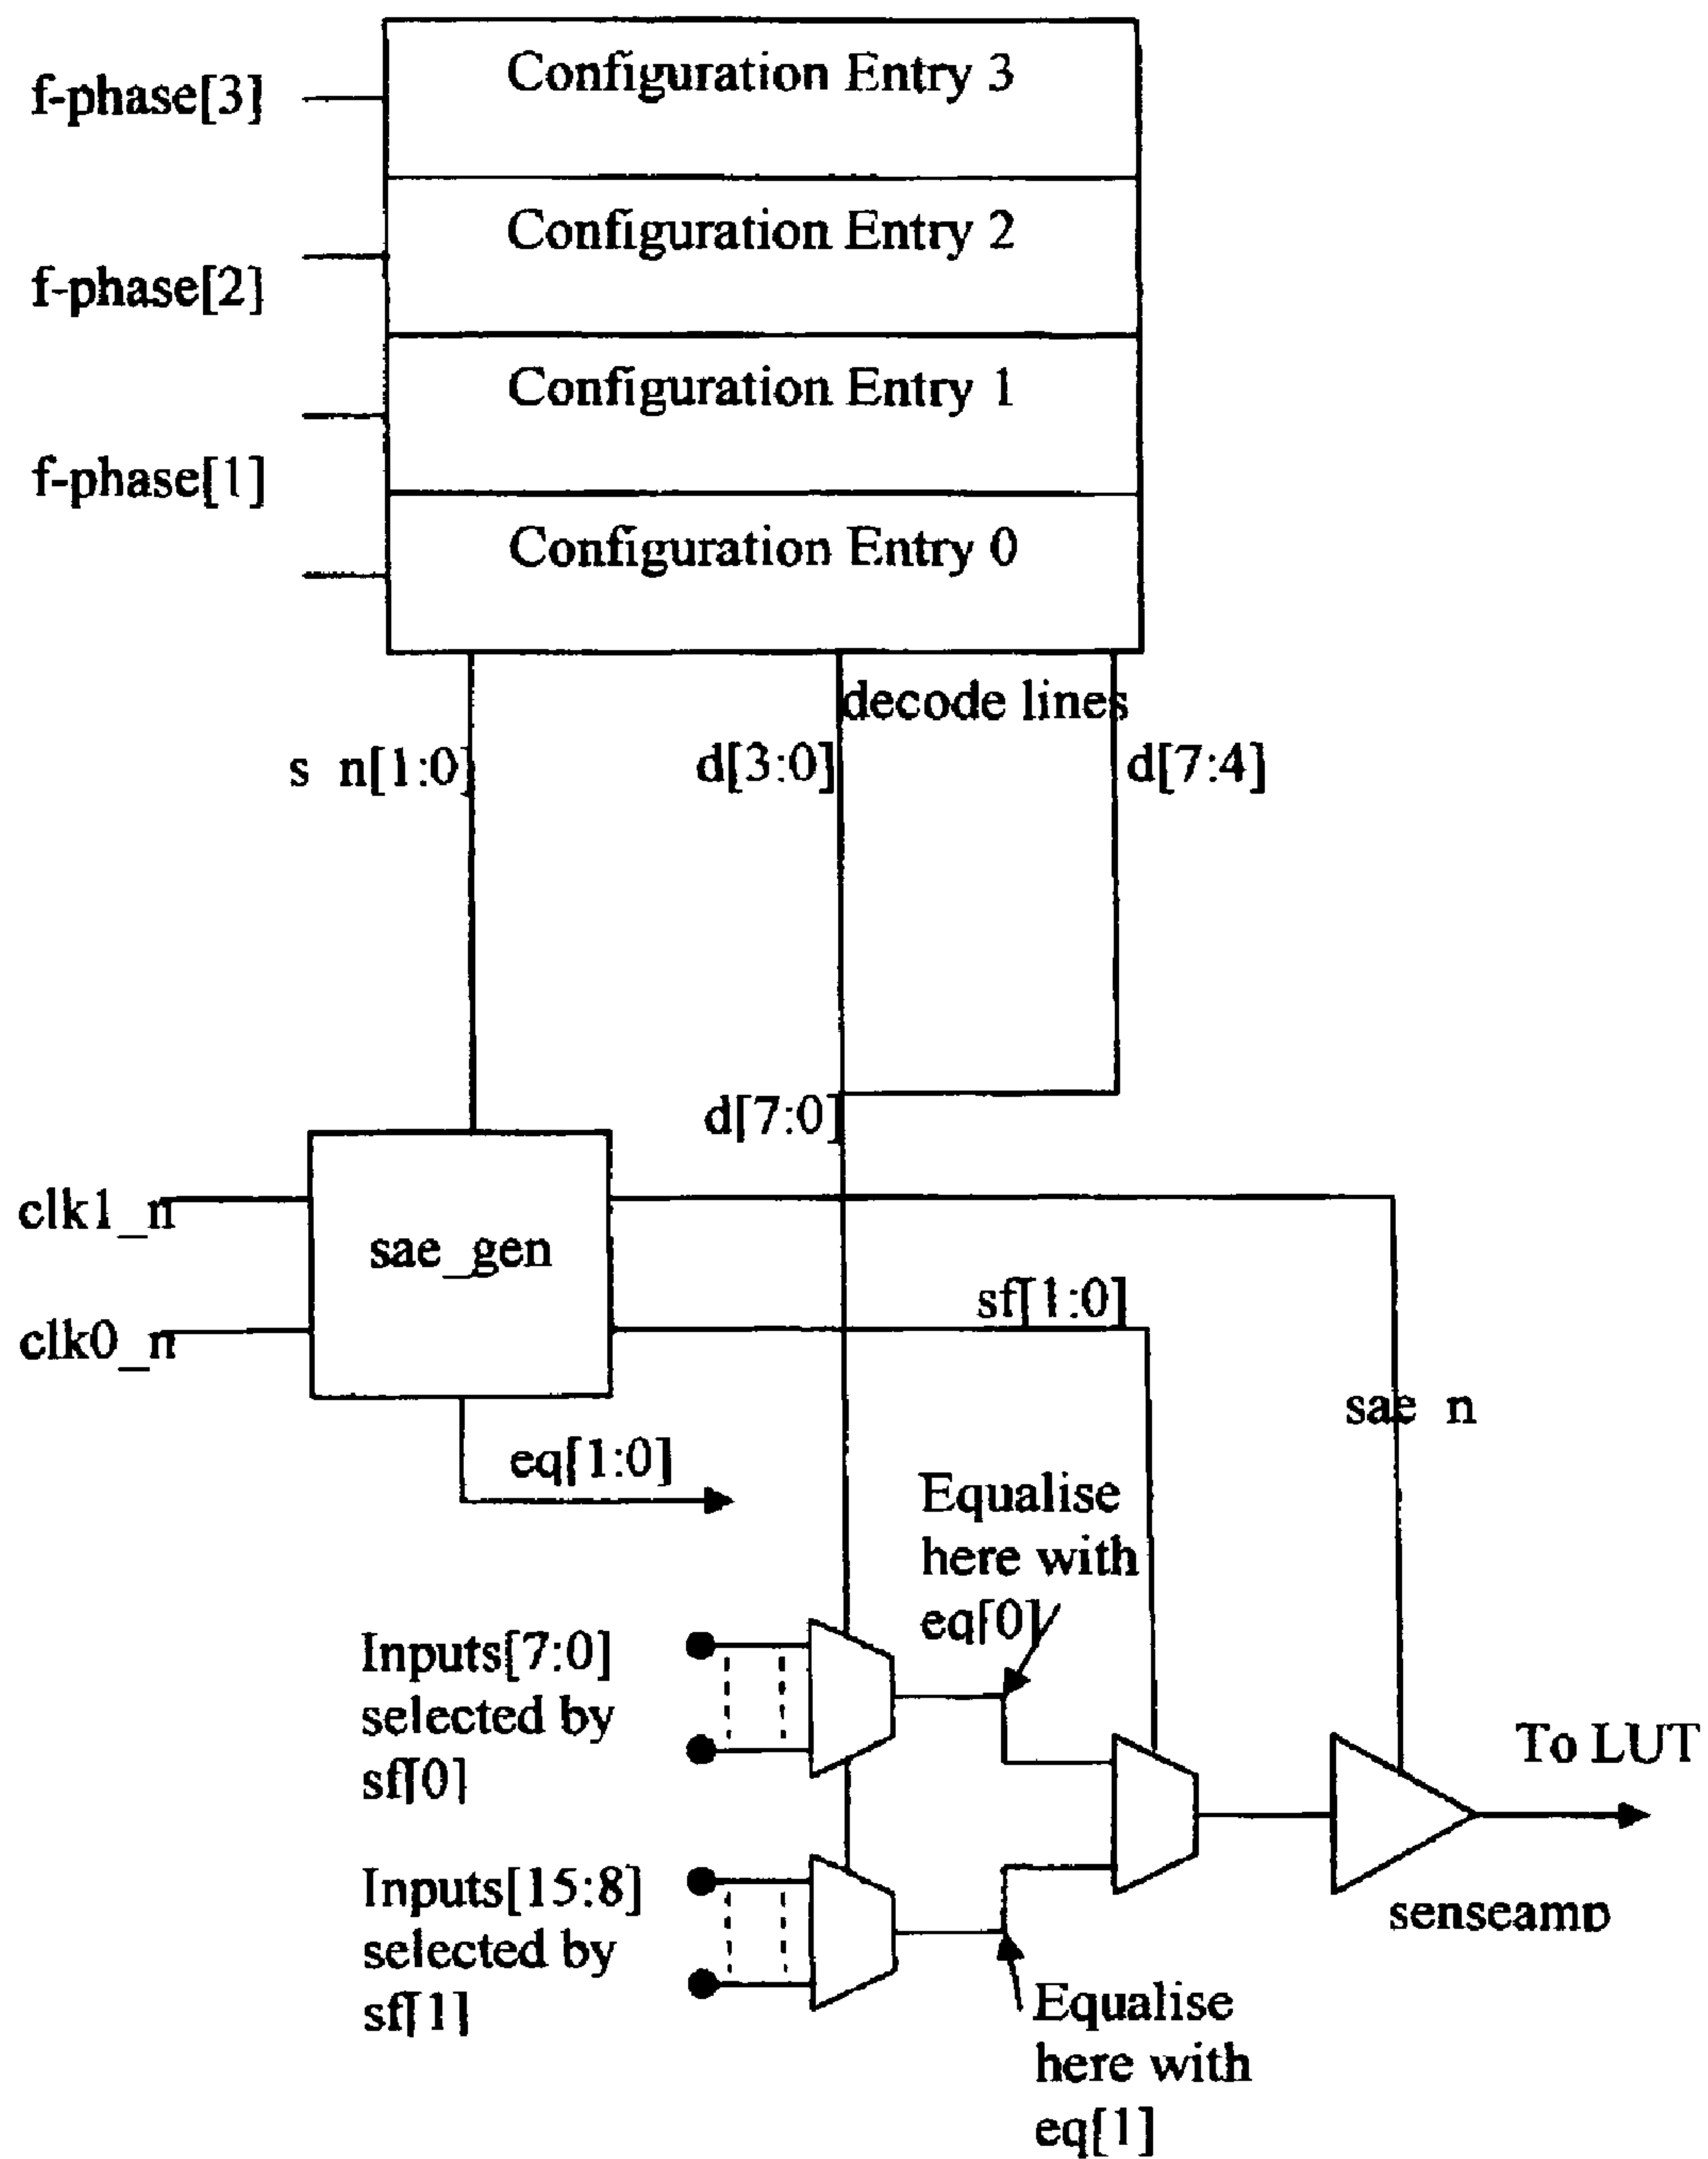 Configuration Entry 3
f-phase[3]
Configuration Entry 2
f-phase[2]
Configuration Entry 1
f-phase[1]
Configuration Entry 0
decode lines
s n[1:0]
d[3:0]
d[7:4]
d[7:0]
clk1_n
sae_gen
clk0_n
sf[1:0]
sae n
eq[1:0]
Equalise
here with
eq[0]
Inputs[7:0]
selected by
sf[0]
To LUT
Inputs[15:8]
selected by
sf[1]
senseamp
Equalise
here with
eq[1]